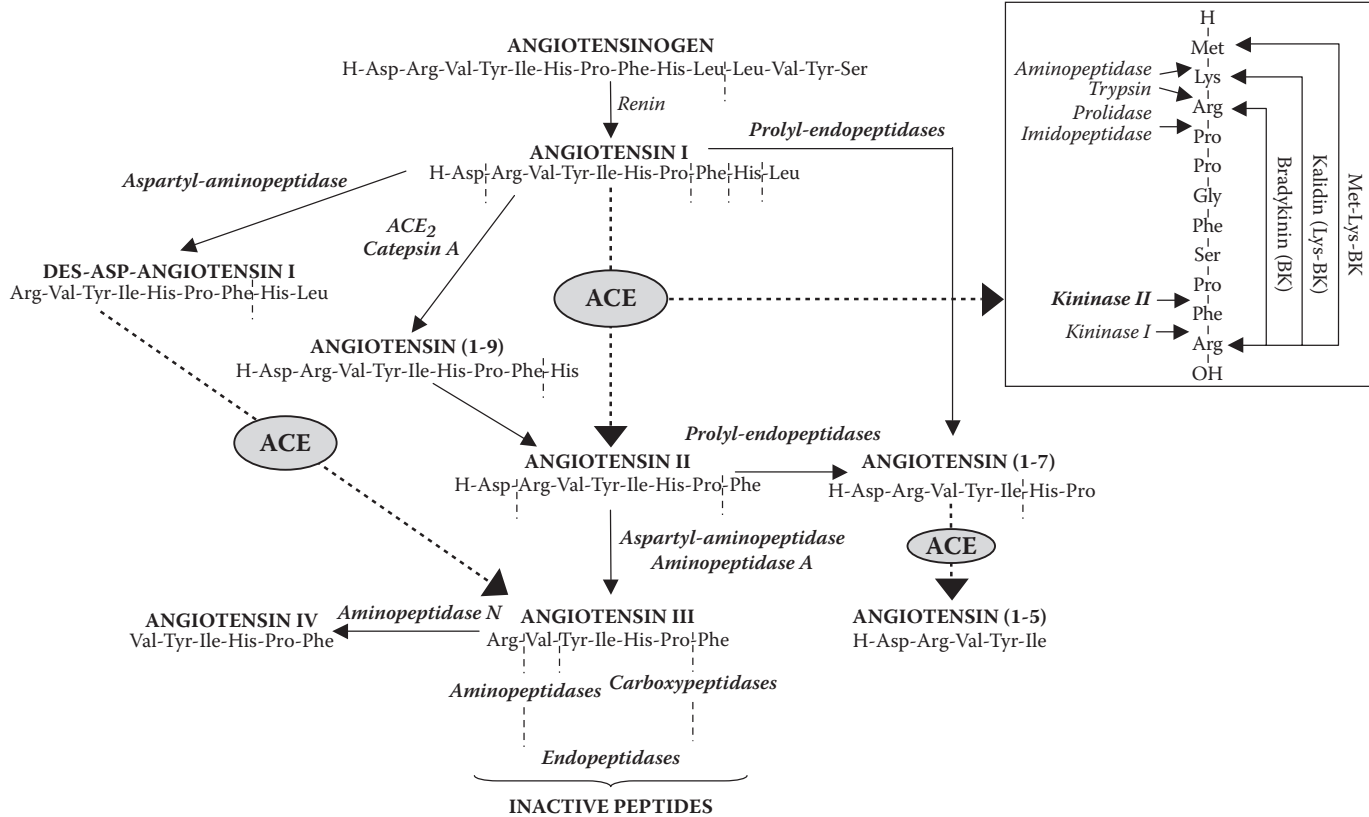 ANGIOTENSINOGEN
H-Asp-Arg-Val-Tyr-Ile-His-Pro-Phe-His-Leu-Leu-Val-Tyr-Ser
Renin
Prolyl-endopeptidases
ANGIOTENSIN I
H-Asp-Arg-Val-Tyr-Ile-His-Pro-Phe-His-Leu
Aspartyl-aminopeptidase
ACE2
Catepsin A
DES-ASP-ANGIOTENSIN I
Arg-Val-Tyr-Ile-His-Pro-Phe-His-Leu
ACE
ANGIOTENSIN (1-9)
H-Asp-Arg-Val-Tyr-Ile-His-Pro-Phe-His
ACE
Prolyl-endopeptidases
ANGIOTENSIN II
H-Asp-Arg-Val-Tyr-Ile-His-Pro-Phe
ANGIOTENSIN (1-7)
H-Asp-Arg-Val-Tyr-Ile-His-Pro
Aspartyl-aminopeptidase
Aminopeptidase A
ACE
ANGIOTENSIN IV
Val-Tyr-Ile-His-Pro-Phe
Aminopeptidase N
ANGIOTENSIN III
Arg-Val-Tyr-Ile-His-Pro-Phe
ANGIOTENSIN (1-5)
H-Asp-Arg-Val-Tyr-Ile
Aminopeptidases
Carboxypeptidases
Endopeptidases
INACTIVE PEPTIDES
H
Met
Aminopeptidase
Lys
Trypsin
Arg
Prolidase
Imidopeptidase
Pro
Pro
Gly
Phe
Ser
Pro
Kininase II
Phe
Kininase I
Arg
OH
Bradykinin (BK)
Kalidin (Lys-BK)
Met-Lys-BK